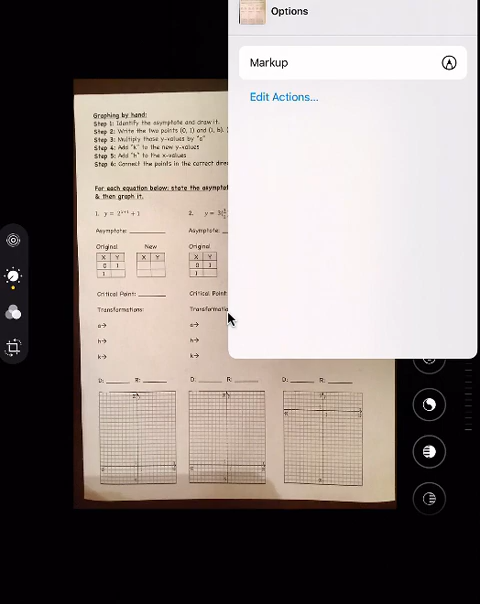 Options
Markup
Edit Actions...
Graphing by hand:
Step 1: Identify the asymptote and draw it.
Step 2: Write the two points (0, 1) and (1, b).
Step 3: Multiply those y-values by "a"
Step 4: Add "k" to the new y-values
Step 5: Add "h" to the x-values
Step 6: Connect the points in the correct
For each equation below: state the
& then graph it.
1. y = 2ˣ⁺³ + 1 2. y = 3(
Asymptote: Asymptote:
Original New Original
X Y X Y X Y
0 1 0 1
1 1
Critical Point: Critical Point
Transformations:
a→ a→
h→ h→
k→ k→
D: R: D: R: D: R: